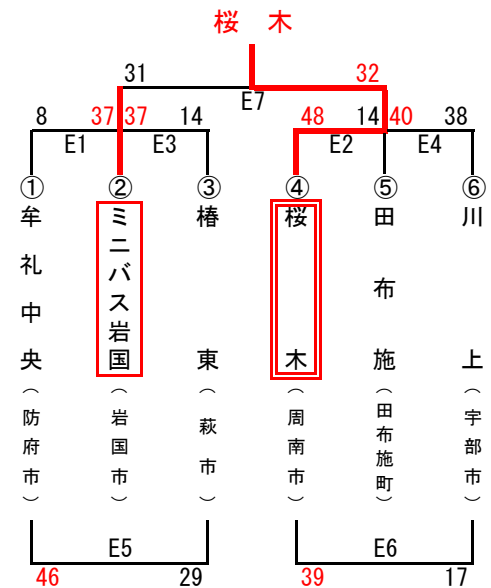 桜 木
31 32
E7
8 37 37 14 48 14 40 38
E1 E3 E2 E4
① ② ③ ④ ⑤ ⑥
牟礼中央（防府市）
ミニバス岩国（岩国市）
椿東（萩市）
桜木（周南市）
田布施（田布施町）
川上（宇部市）
E5 E6
46 29 39 17